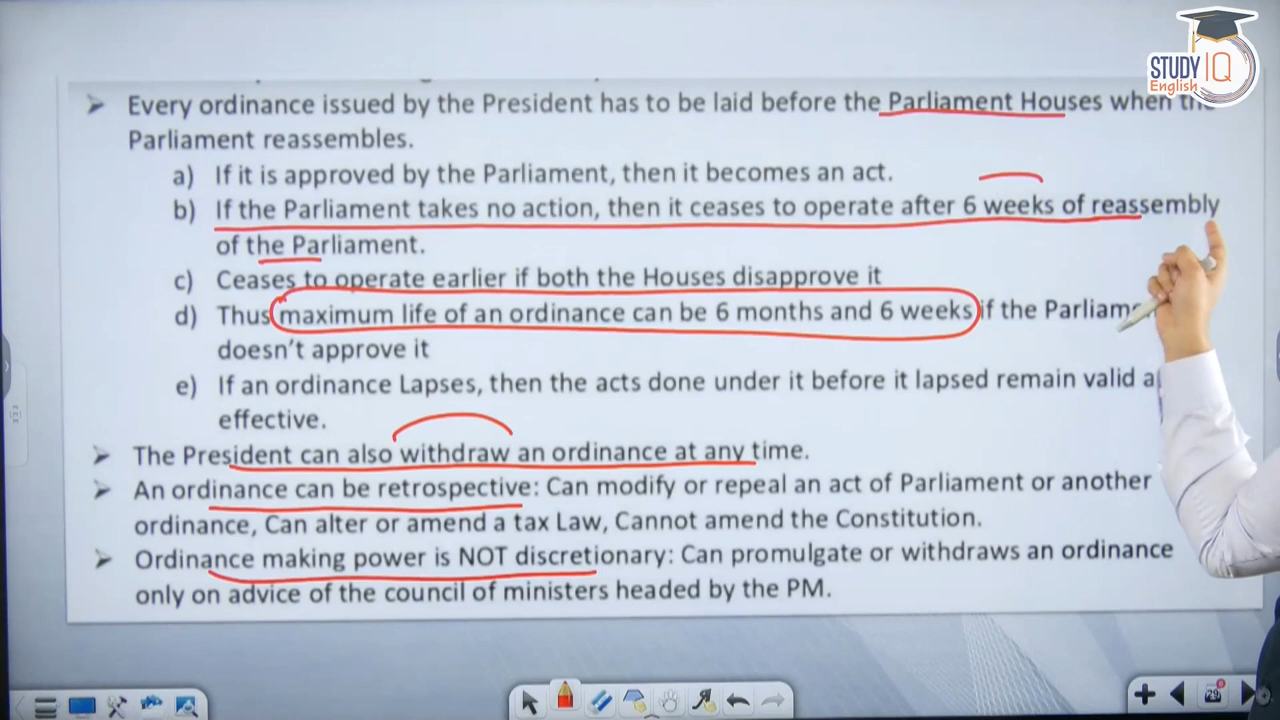 STUDY IQ
English
➤ Every ordinance issued by the President has to be laid before the Parliament Houses when the
Parliament reassembles.
a) If it is approved by the Parliament, then it becomes an act.
b) If the Parliament takes no action, then it ceases to operate after 6 weeks of reassembly
of the Parliament.
c) Ceases to operate earlier if both the Houses disapprove it
d) Thus maximum life of an ordinance can be 6 months and 6 weeks if the
doesn't approve it
e) If an ordinance Lapses, then the acts done under it before it lapsed remain valid
effective.
➤ The President can also withdraw an ordinance at any time.
➤ An ordinance can be retrospective: Can modify or repeal an act of Parliament or another
ordinance, Can alter or amend a tax Law, Cannot amend the Constitution.
➤ Ordinance making power is NOT discretionary: Can promulgate or withdraws an ordinance
only on advice of the council of ministers headed by the PM.
29